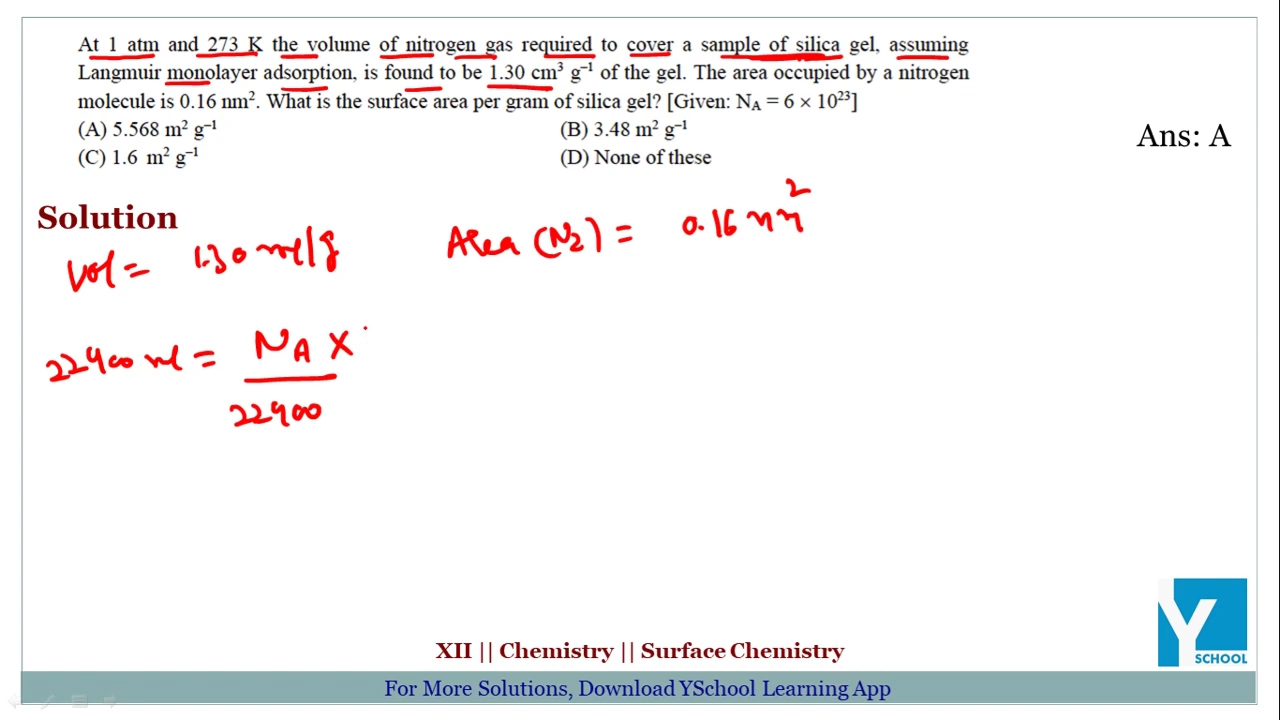 At 1 atm and 273 K the volume of nitrogen gas required to cover a sample of silica gel, assuming
Langmuir monolayer adsorption, is found to be 1.30 cm³ g⁻¹ of the gel. The area occupied by a nitrogen
molecule is 0.16 nm². What is the surface area per gram of silica gel? [Given: N_A = 6 × 10²³]
(A) 5.568 m² g⁻¹ (B) 3.48 m² g⁻¹
(C) 1.6 m² g⁻¹ (D) None of these
Ans: A
Solution
Vol = 1.30 ml/g Area (N₂) = 0.16 nm²
22400 ml = N_A ×
22400
Y
SCHOOL
XII || Chemistry || Surface Chemistry
For More Solutions, Download YSchool Learning App